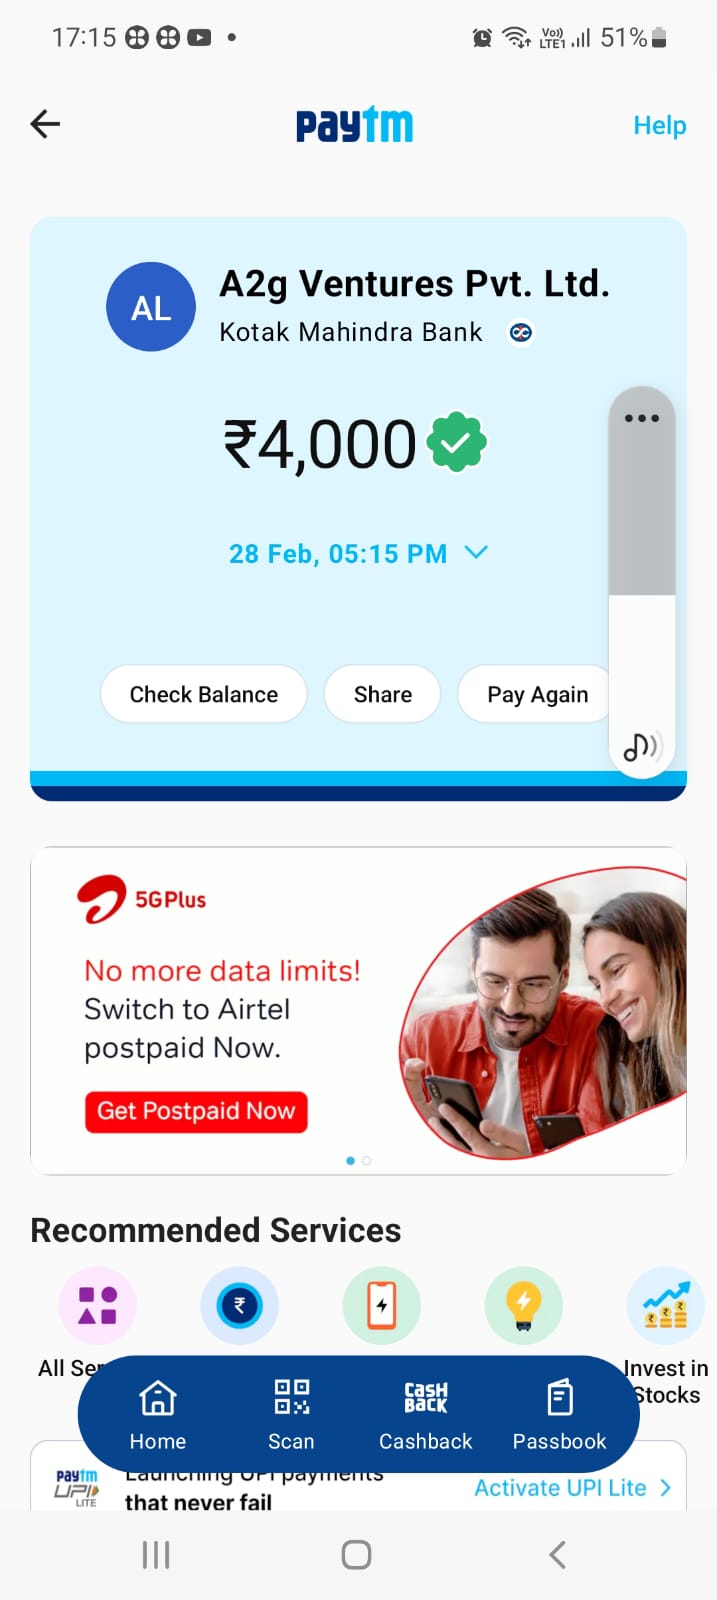 17:15
Vo))
LTE1
51%
paytm
Help
AL
A2g Ventures Pvt. Ltd.
Kotak Mahindra Bank
₹4,000
28 Feb, 05:15 PM
Check Balance
Share
Pay Again
5G Plus
No more data limits!
Switch to Airtel
postpaid Now.
Get Postpaid Now
Recommended Services
All Ser
Invest in
Stocks
CASH
BACK
Home
Scan
Cashback
Passbook
paytm
UPI
LITE
Launching UPI payments
that never fail
Activate UPI Lite